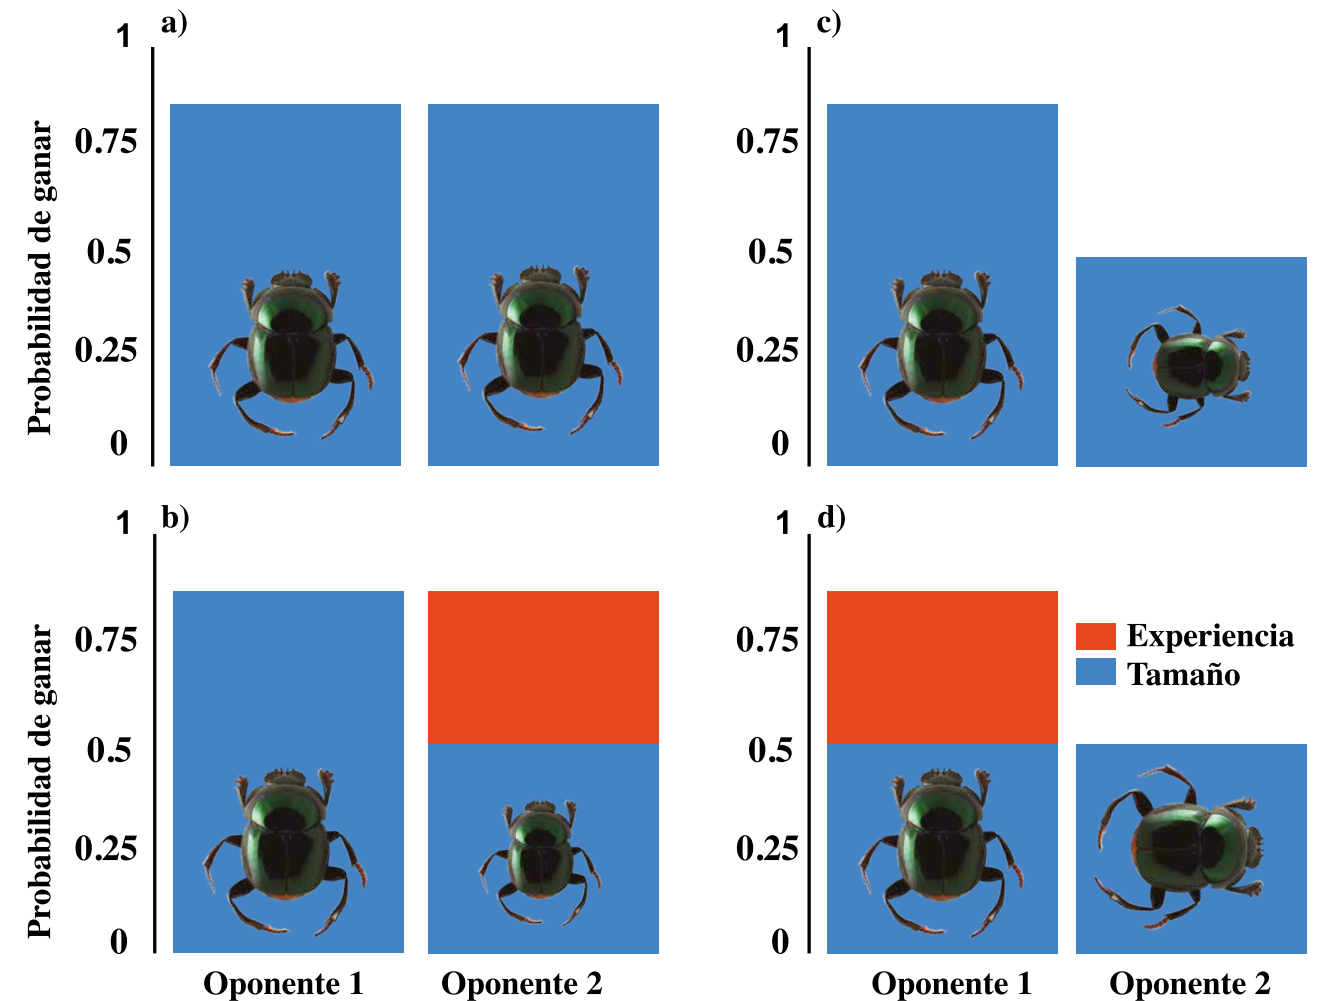 a)
1
0.75
0.5
0.25
0
Probabilidad de ganar
c)
1
0.75
0.5
0.25
0
b)
1
0.75
0.5
0.25
0
Probabilidad de ganar
Oponente 1
Oponente 2
d)
1
0.75
0.5
0.25
0
Experiencia
Tamaño
Oponente 1
Oponente 2